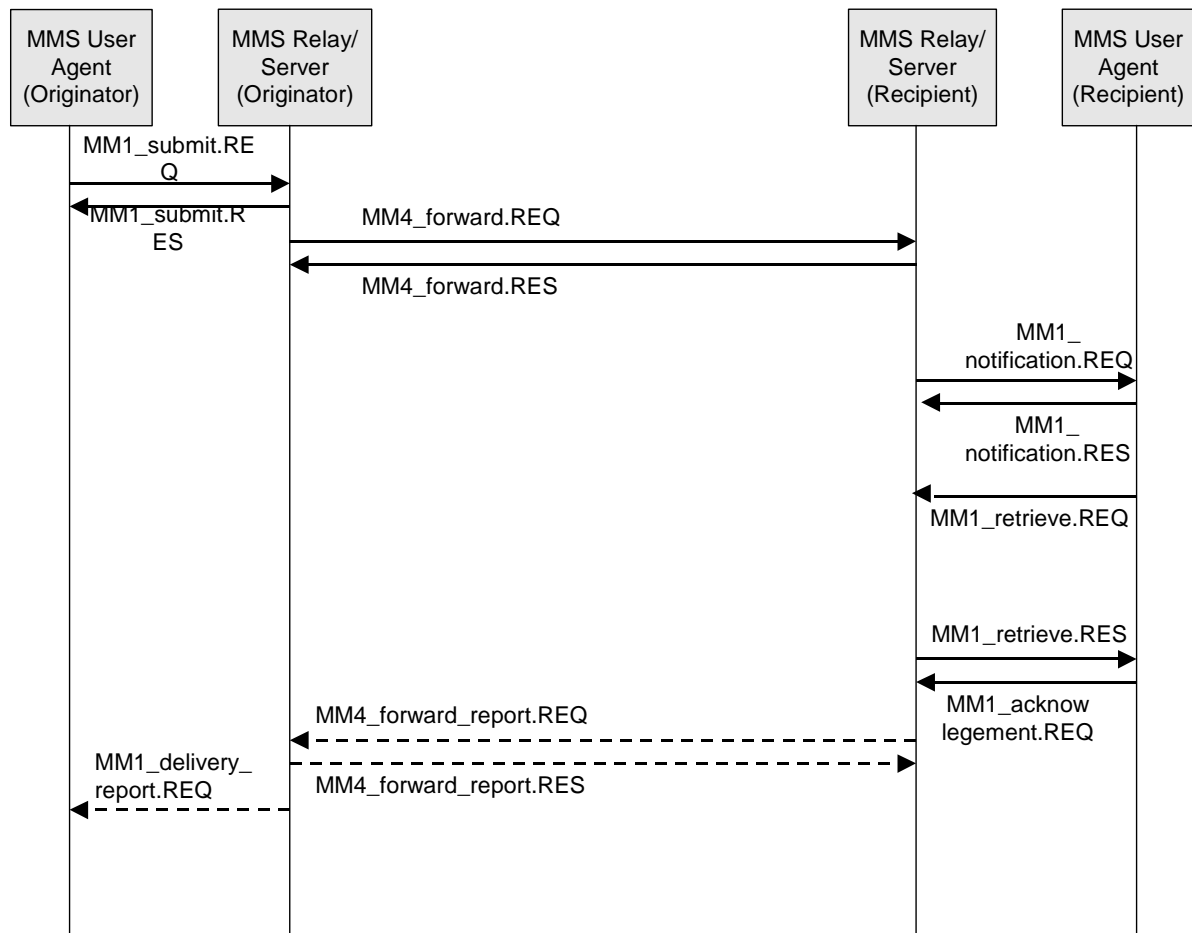 MMS User
Agent
(Originator)
MMS Relay/
Server
(Originator)
MMS Relay/
Server
(Recipient)
MMS User
Agent
(Recipient)
MM1_submit.RE
Q
MM1_submit.R
ES
MM4_forward.REQ
MM4_forward.RES
MM1_
notification.REQ
MM1_
notification.RES
MM1_retrieve.REQ
MM1_retrieve.RES
MM1_acknow
legement.REQ
MM4_forward_report.REQ
MM4_forward_report.RES
MM1_delivery_
report.REQ